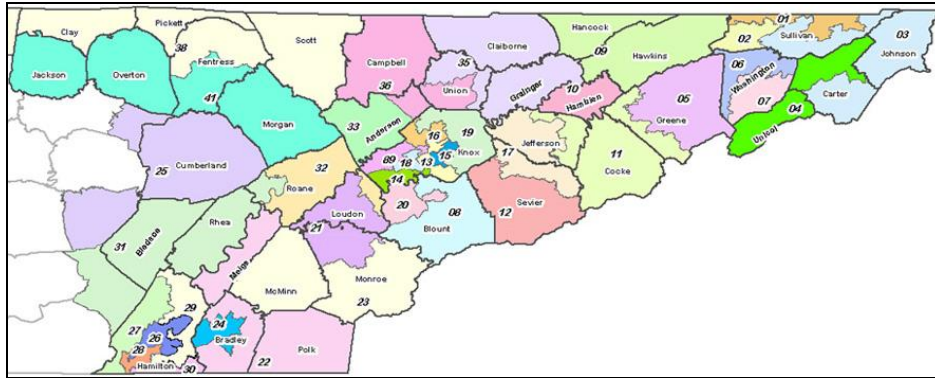 Pickett
Clay
38
Scott
Fentress
Jackson
Overton
41
Morgan
Campbell
36
Claiborne
35
Union
Hancock
09
Hawkins
Grainger
10
Hamblen
01
02
Sullivan
03
Johnson
06
Washington
07
Carter
04
Unicoi
05
Greene
33
Anderson
16
19
Knox
15
13
18
89
14
20
17
Jefferson
11
Cocke
12
Sevier
08
Blount
32
Roane
Loudon
21
25
Cumberland
31
Bledsoe
Rhea
Meigs
McMinn
Monroe
23
29
27
26
28
Hamilton
30
24
Bradley
22
Polk